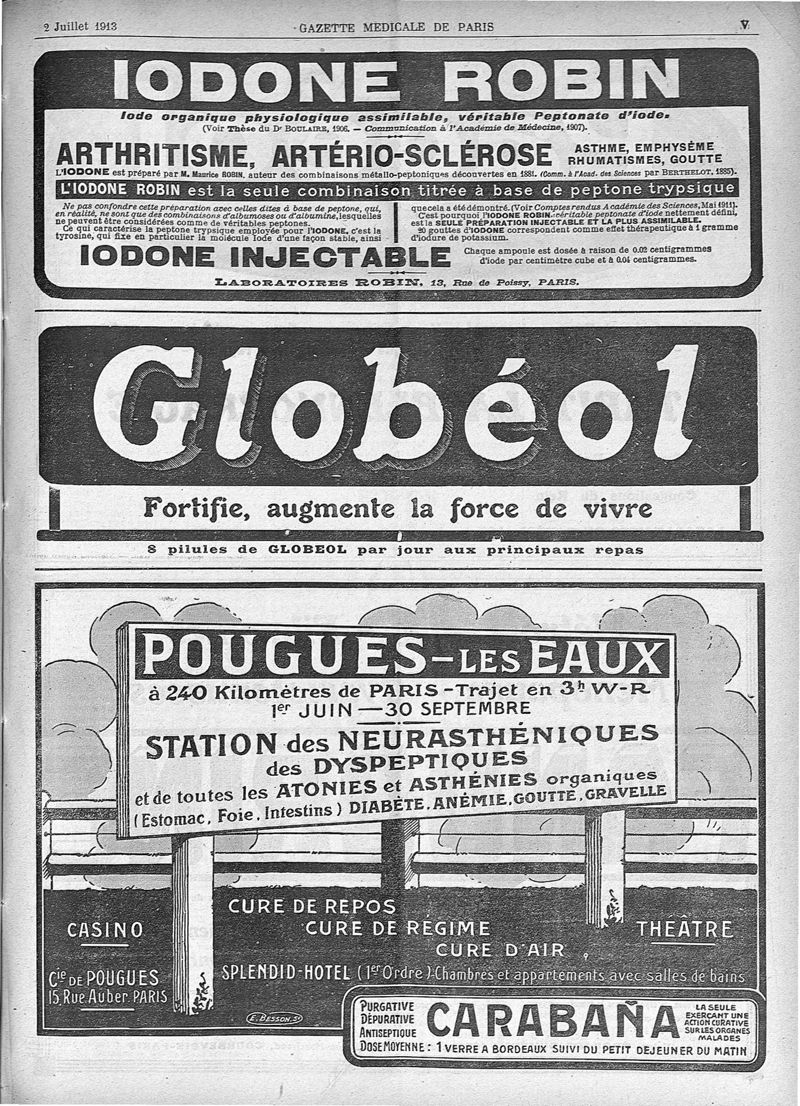 2 Juillet 1913
GAZETTE MEDICALE DE PARIS
V
IODONE ROBIN
Iode organique physiologique assimilable, véritable Peptonate d'iode.
(Voir Thèse du Dr BOULAIRE, 1906. — Communication à l'Académie de Médecine, 1907).
ARTHRITISME, ARTÉRIO-SCLÉROSE
ASTHME, EMPHYSÈME
RHUMATISMES, GOUTTE
L'IODONE est préparé par M. Maurice ROBIN, auteur des combinaisons métallo-peptoniques découvertes en 1881. (Comm. à l'Acad. des Sciences par BERTHELOT, 1885).
L'IODONE ROBIN est la seule combinaison titrée à base de peptone trypsique
Ne pas confondre cette préparation avec celles dites à base de peptone, qui,
en réalité, ne sont que des combinaisons d'albumoses ou d'albumine, lesquelles
ne peuvent être considérées comme de véritables peptones.
Ce qui caractérise la peptone trypsique employée pour l'IODONE, c'est la
tyrosine, qui fixe en particulier la molécule Iode d'une façon stable, ainsi
que cela a été démontré. (Voir Comptes rendus Académie des Sciences, Mai 1911).
C'est pourquoi l'IODONE ROBIN, véritable peptonate d'iode nettement défini,
est la SEULE PRÉPARATION INJECTABLE ET LA PLUS ASSIMILABLE.
20 gouttes d'IODONE correspondent comme effet thérapeutique à 1 gramme
d'iodure de potassium.
IODONE INJECTABLE
Chaque ampoule est dosée à raison de 0.02 centigrammes
d'iode par centimètre cube et à 0.04 centigrammes.
LABORATOIRES ROBIN, 13, Rue de Poissy, PARIS.
Globéol
Fortifie, augmente la force de vivre
8 pilules de GLOBEOL par jour aux principaux repas
POUGUES-LES EAUX
à 240 Kilomètres de PARIS - Trajet en 3h W-R
1er JUIN — 30 SEPTEMBRE
STATION des NEURASTHÉNIQUES
des DYSPEPTIQUES
et de toutes les ATONIES et ASTHÉNIES organiques
(Estomac, Foie, Intestins) DIABÈTE, ANÉMIE, GOUTTE, GRAVELLE
CURE DE REPOS
CASINO
CURE DE RÉGIME
THÉÂTRE
CURE D'AIR
Cie DE POUGUES
15 Rue Auber PARIS
SPLENDID-HOTEL (1er Ordre) Chambres et appartements avec salles de bains
E. BESSON. Sr
PURGATIVE
DÉPURATIVE
ANTISEPTIQUE
CARABAÑA
LA SEULE
EXERÇANT UNE
ACTION CURATIVE
SUR LES ORGANES
MALADES
DOSE MOYENNE : 1 VERRE A BORDEAUX SUIVI DU PETIT DEJEUNER DU MATIN